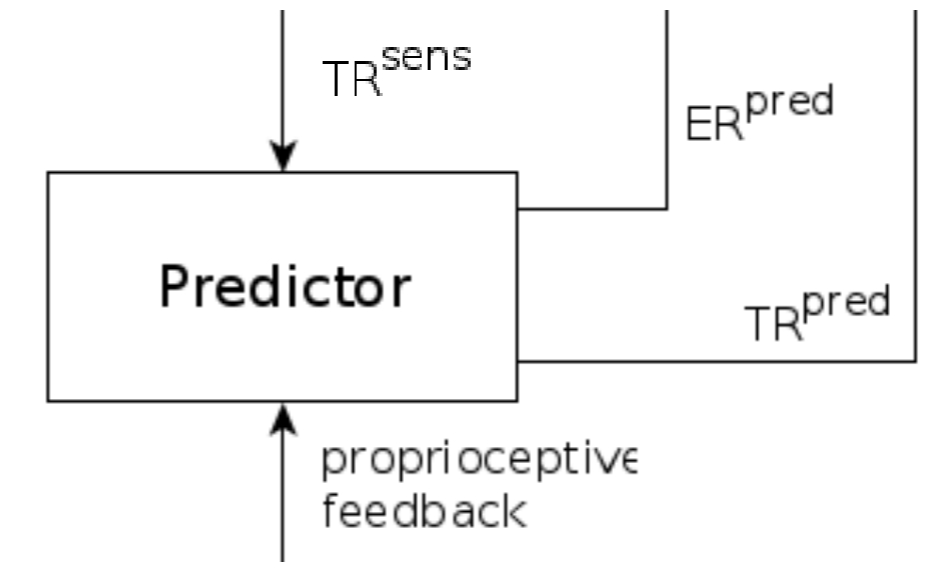 TR^sens
ER^pred
Predictor
TR^pred
proprioceptive
feedback